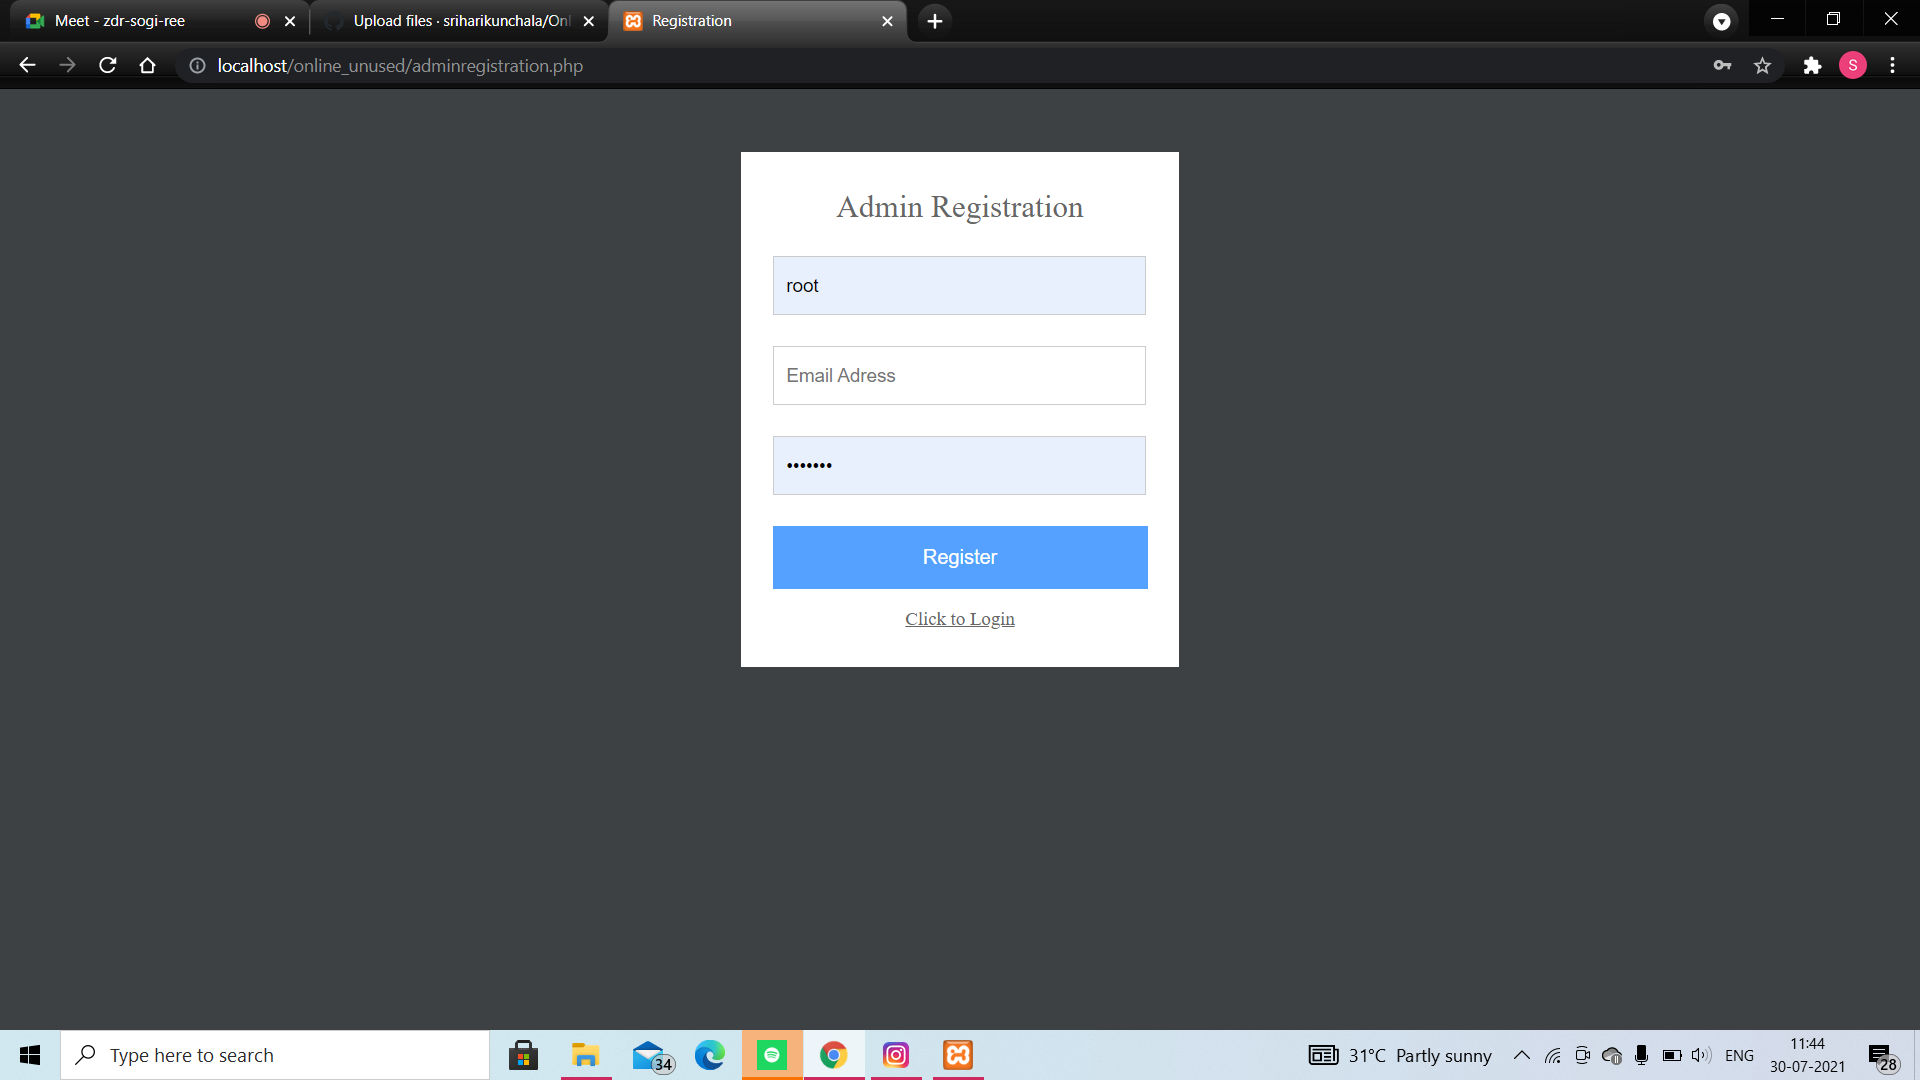 Meet - zdr-sogi-ree
Upload files · sriharikunchala/Onl
Registration
localhost/online_unused/adminregistration.php
S
Admin Registration
root
Email Adress
•••••••
Register
Click to Login
Type here to search
34
31°C Partly sunny
ENG
11:44
30-07-2021
28